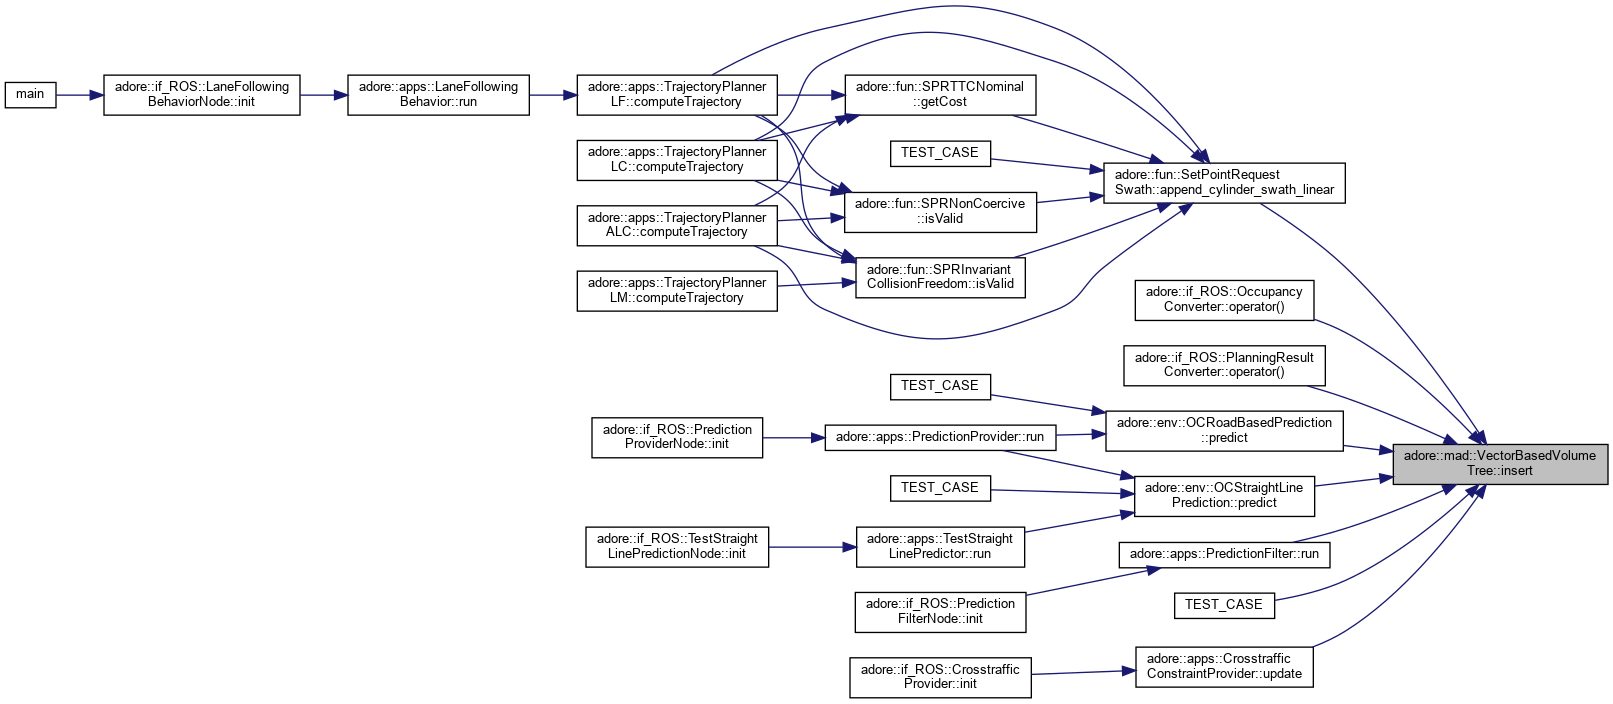 main
adore::if_ROS::LaneFollowing
BehaviorNode::init
adore::apps::LaneFollowing
Behavior::run
adore::apps::TrajectoryPlanner
LF::computeTrajectory
adore::apps::TrajectoryPlanner
LC::computeTrajectory
adore::apps::TrajectoryPlanner
ALC::computeTrajectory
adore::apps::TrajectoryPlanner
LM::computeTrajectory
adore::fun::SPRTTCNominal
::getCost
TEST_CASE
adore::fun::SPRNonCoercive
::isValid
adore::fun::SPRInvariant
CollisionFreedom::isValid
adore::fun::SetPointRequest
Swath::append_cylinder_swath_linear
adore::if_ROS::Occupancy
Converter::operator()
adore::if_ROS::PlanningResult
Converter::operator()
TEST_CASE
adore::if_ROS::Prediction
ProviderNode::init
adore::apps::PredictionProvider::run
adore::env::OCRoadBasedPrediction
::predict
adore::mad::VectorBasedVolume
Tree::insert
TEST_CASE
adore::env::OCStraightLine
Prediction::predict
adore::if_ROS::TestStraight
LinePredictionNode::init
adore::apps::TestStraight
LinePredictor::run
adore::apps::PredictionFilter::run
adore::if_ROS::Prediction
FilterNode::init
TEST_CASE
adore::if_ROS::Crosstraffic
Provider::init
adore::apps::Crosstraffic
ConstraintProvider::update